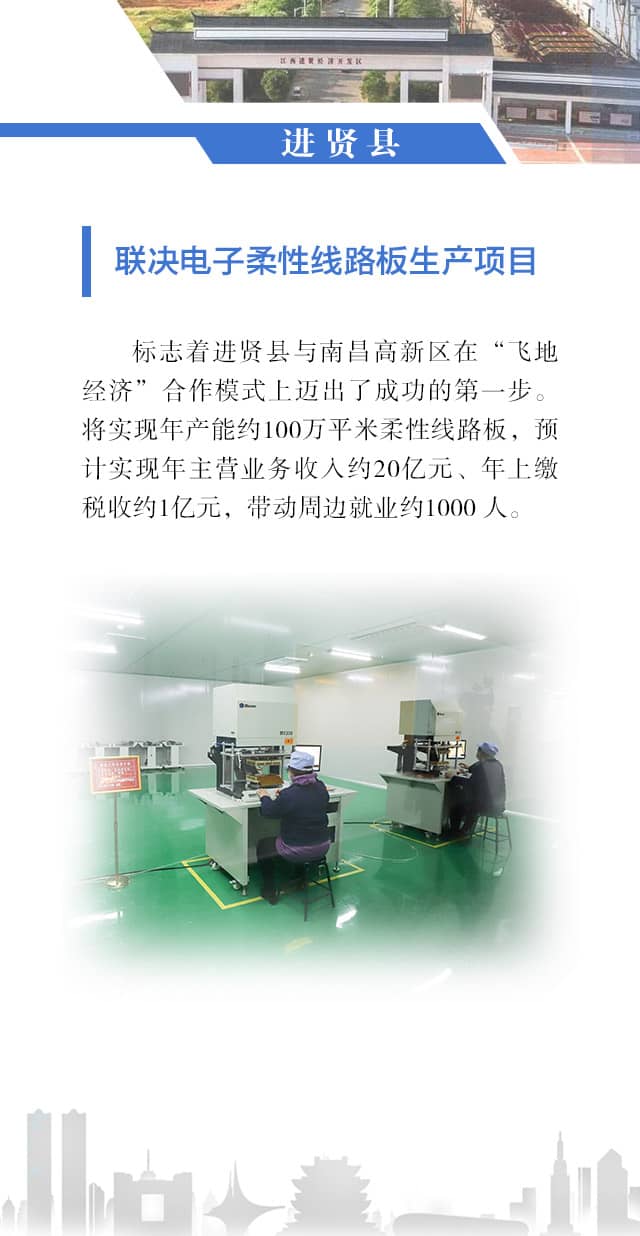 江西进贤经济开发区
进贤县
联决电子柔性线路板生产项目
标志着进贤县与南昌高新区在“飞地
经济”合作模式上迈出了成功的第一步。
将实现年产能约100万平米柔性线路板，预
计实现年主营业务收入约20亿元、年上缴
税收约1亿元，带动周边就业约1000 人。